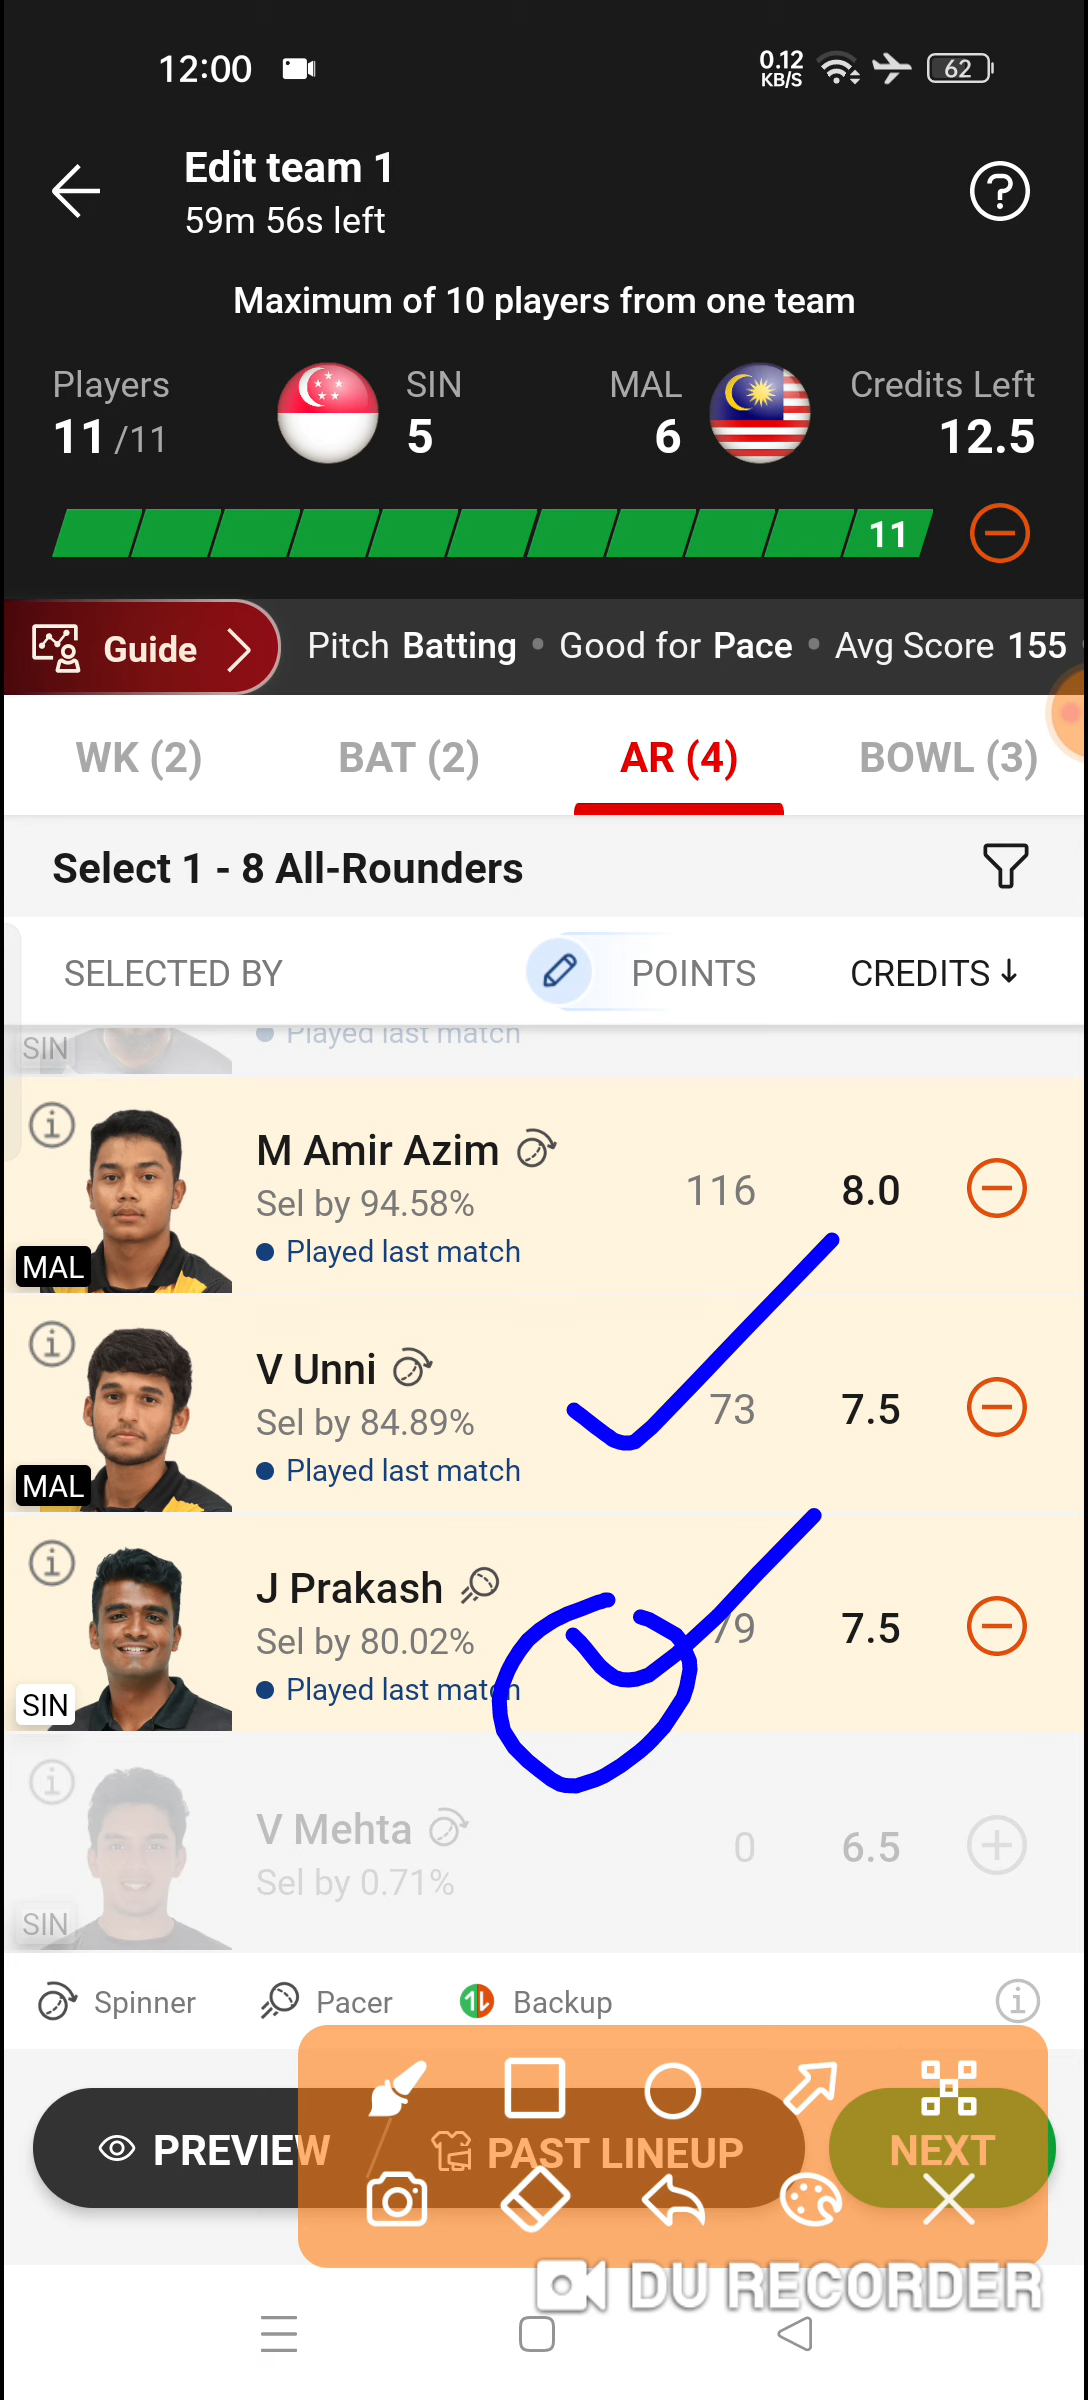 12:00
0.12
KB/S
62
Edit team 1
59m 56s left
Maximum of 10 players from one team
Players
11 /11
SIN
5
MAL
6
Credits Left
12.5
11
Guide
Pitch Batting • Good for Pace • Avg Score 155
WK (2)
BAT (2)
AR (4)
BOWL (3)
Select 1 - 8 All-Rounders
SELECTED BY
POINTS
CREDITS ↓
SIN
Played last match
M Amir Azim
Sel by 94.58%
Played last match
116
8.0
MAL
V Unni
Sel by 84.89%
Played last match
73
7.5
MAL
J Prakash
Sel by 80.02%
Played last match
79
7.5
SIN
V Mehta
Sel by 0.71%
0
6.5
SIN
Spinner
Pacer
Backup
PREVIEW
PAST LINEUP
NEXT
DU RECORDER